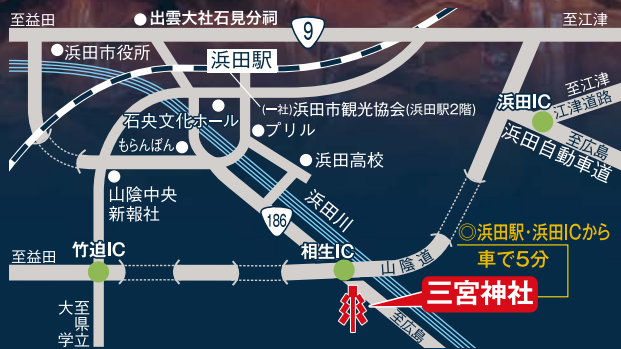 至益田
出雲大社石見分祠
9
至江津
浜田市役所
浜田駅
(一社)浜田市観光協会(浜田駅2階)
浜田IC
至江津
江津道路
至広島
浜田自動車道
石央文化ホール
プリル
もらんぽん
浜田高校
山陰中央
新報社
浜田川
186
◎浜田駅・浜田ICから
車で5分
至益田
竹迫IC
相生IC
山陰道
三宮神社
至県立
大学
至広島